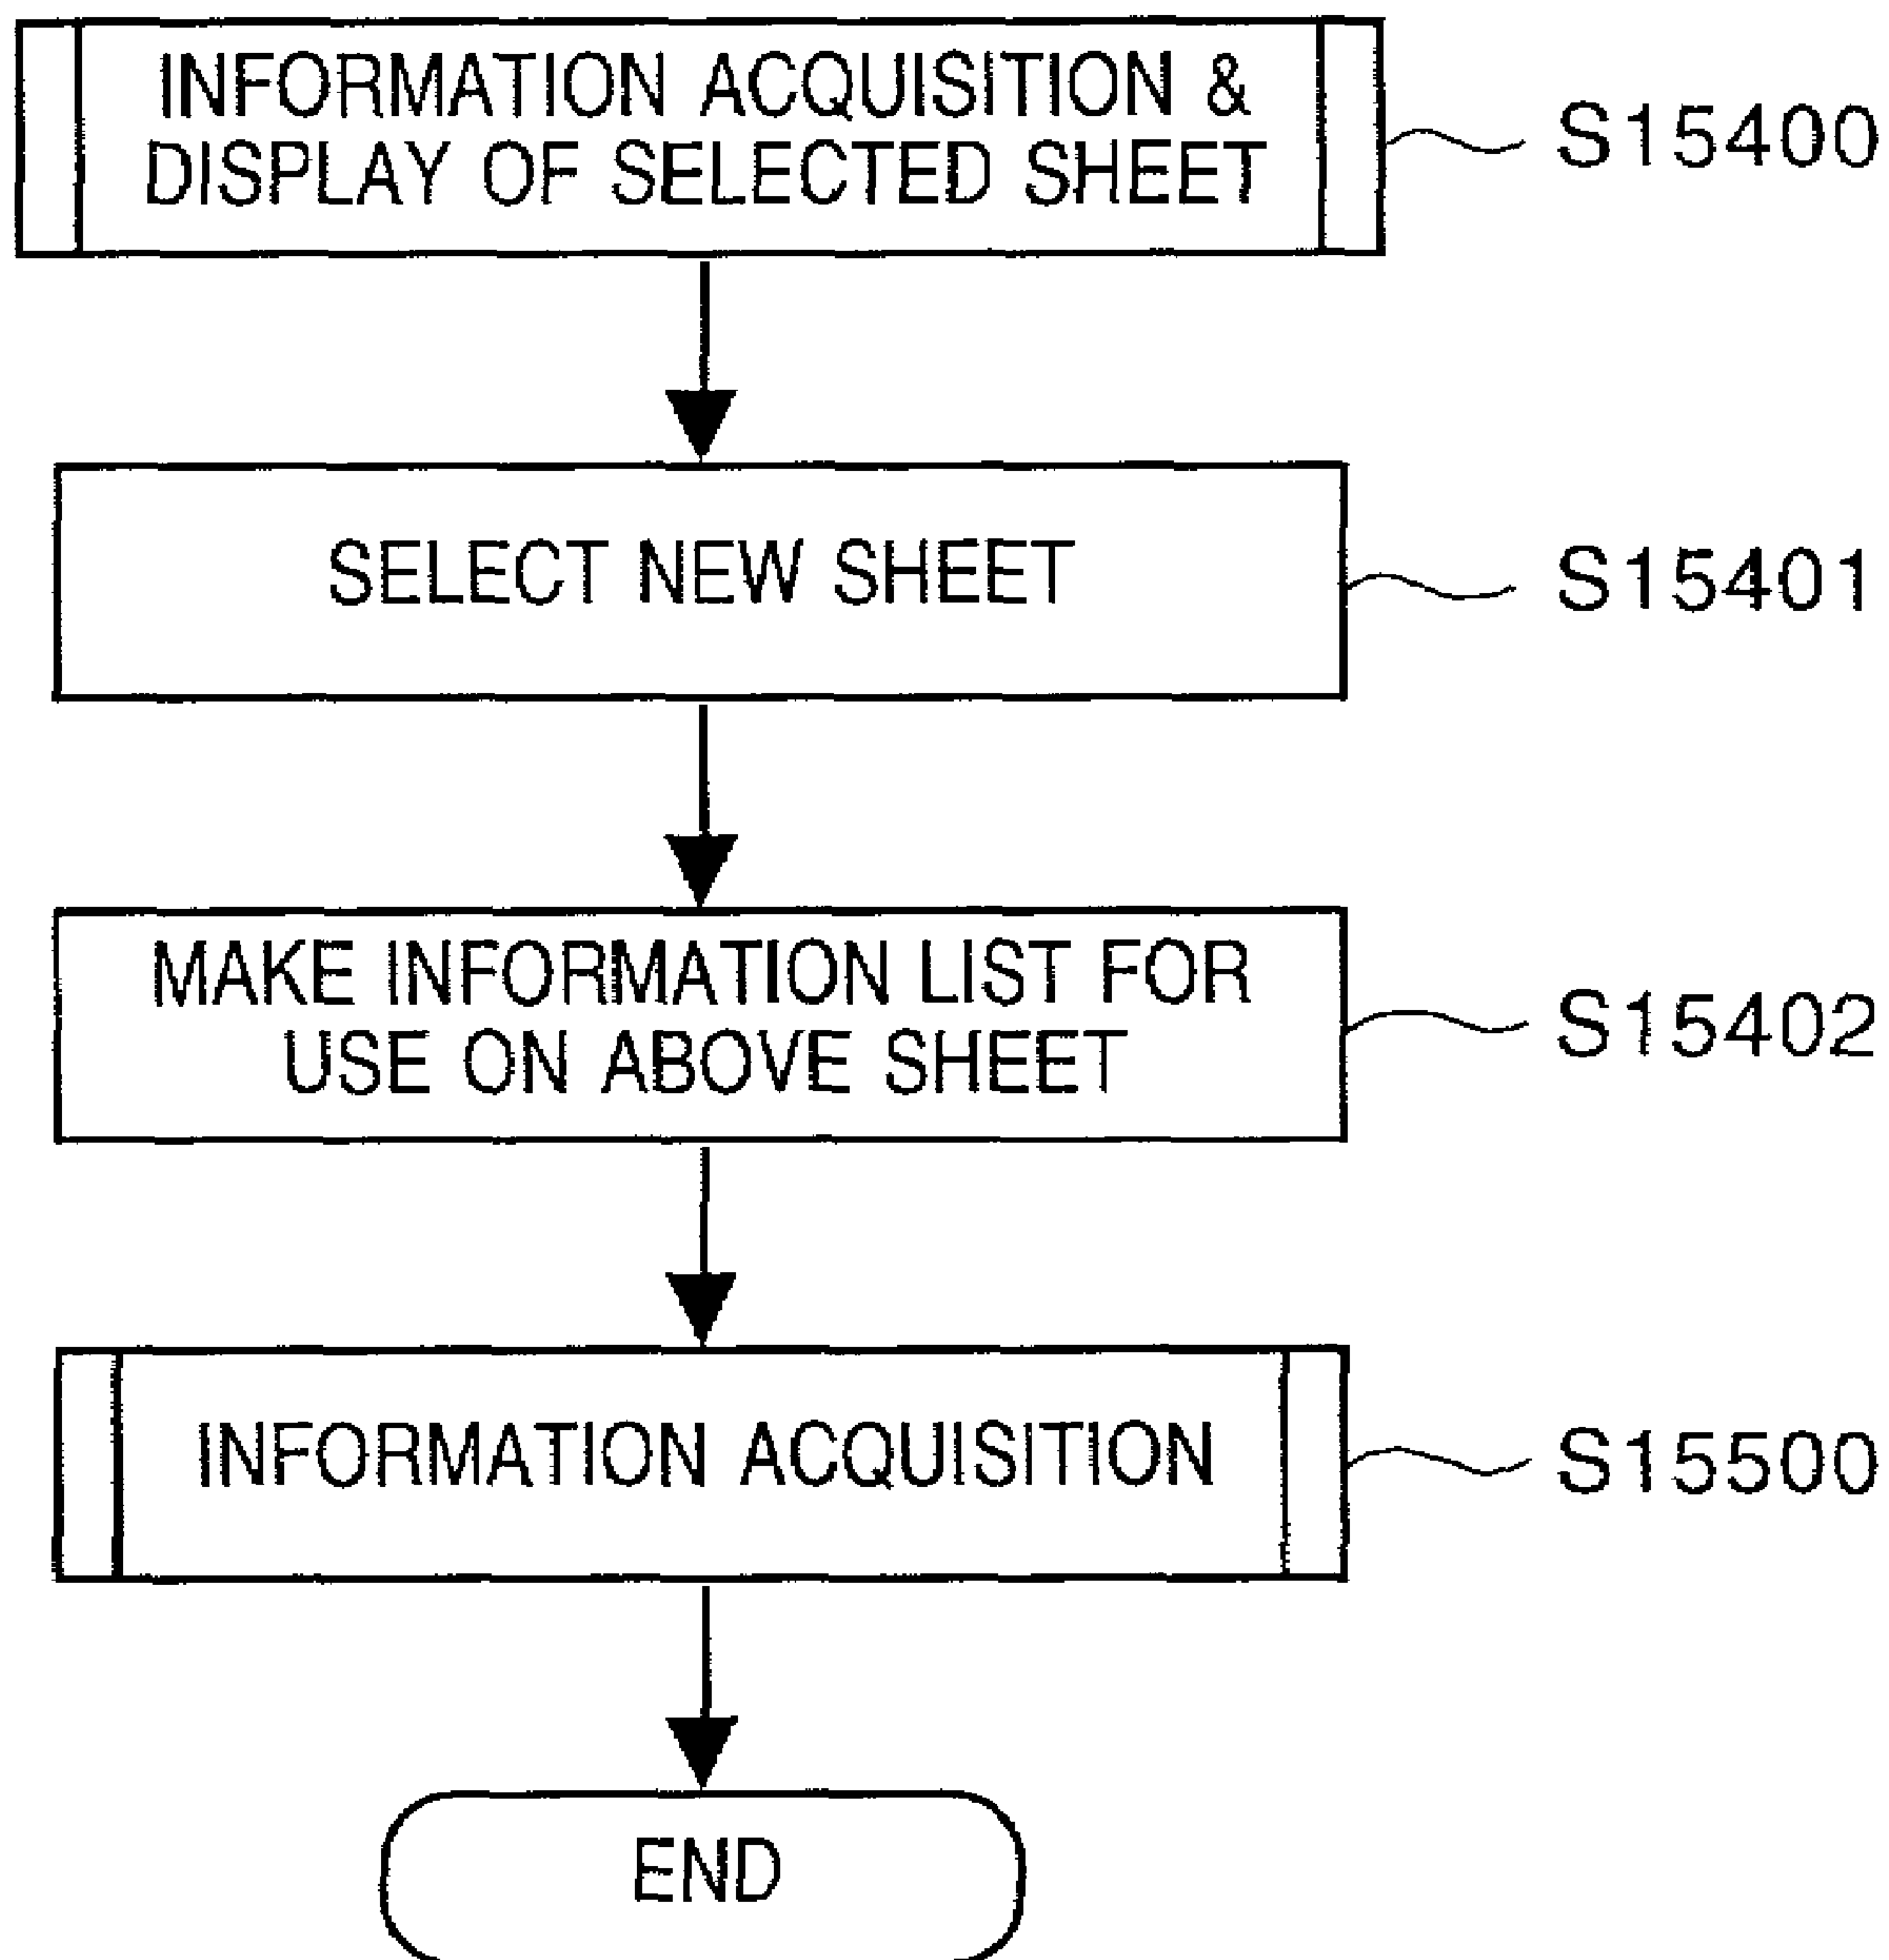 INFORMATION ACQUISITION &
DISPLAY OF SELECTED SHEET
S15400
SELECT NEW SHEET
S15401
MAKE INFORMATION LIST FOR
USE ON ABOVE SHEET
S15402
INFORMATION ACQUISITION
S15500
END